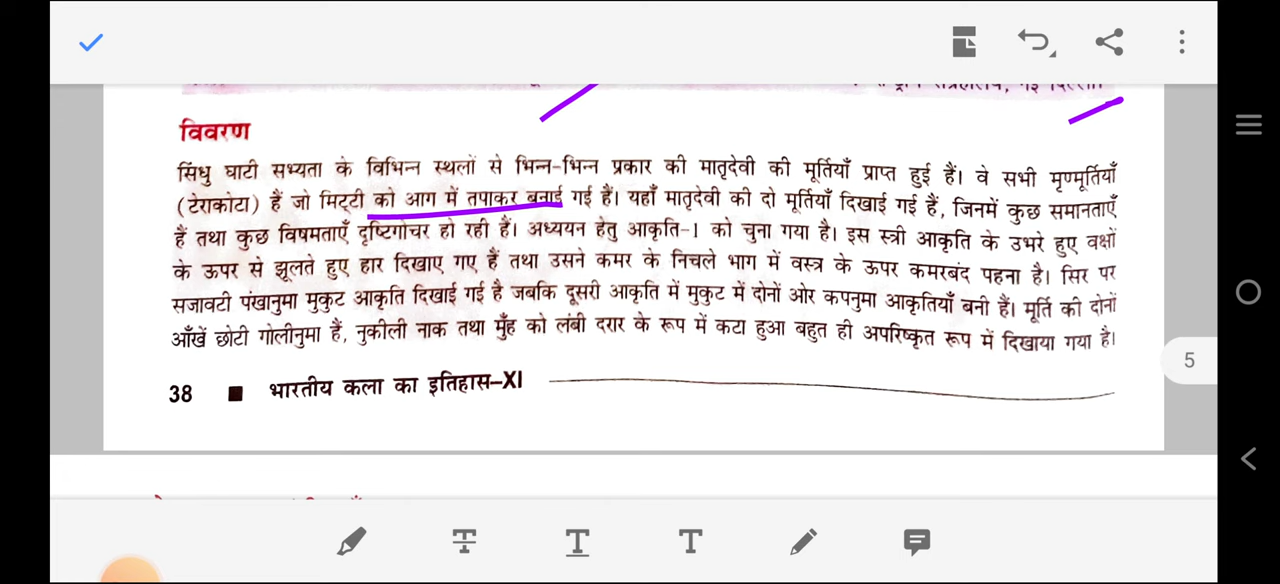 नई दिल्ली।
विवरण
सिंधु घाटी सभ्यता के विभिन्न स्थलों से भिन्न-भिन्न प्रकार की मातृदेवी की मूर्तियाँ प्राप्त हुई हैं। वे सभी मृण्मूर्तियाँ
(टेराकोटा) हैं जो मिट्टी को आग में तपाकर बनाई गई हैं। यहाँ मातृदेवी की दो मूर्तियाँ दिखाई गई हैं, जिनमें कुछ समानताएँ
हैं तथा कुछ विषमताएँ दृष्टिगोचर हो रही हैं। अध्ययन हेतु आकृति-1 को चुना गया है। इस स्त्री आकृति के उभरे हुए वक्षों
के ऊपर से झूलते हुए हार दिखाए गए हैं तथा उसने कमर के निचले भाग में वस्त्र के ऊपर कमरबंद पहना है। सिर पर
सजावटी पंखानुमा मुकुट आकृति दिखाई गई है जबकि दूसरी आकृति में मुकुट में दोनों ओर कपनुमा आकृतियाँ बनी हैं। मूर्ति की दोनों
आँखें छोटी गोलीनुमा हैं, नुकीली नाक तथा मुँह को लंबी दरार के रूप में कटा हुआ बहुत ही अपरिष्कृत रूप में दिखाया गया है।
5
38 ■ भारतीय कला का इतिहास-XI